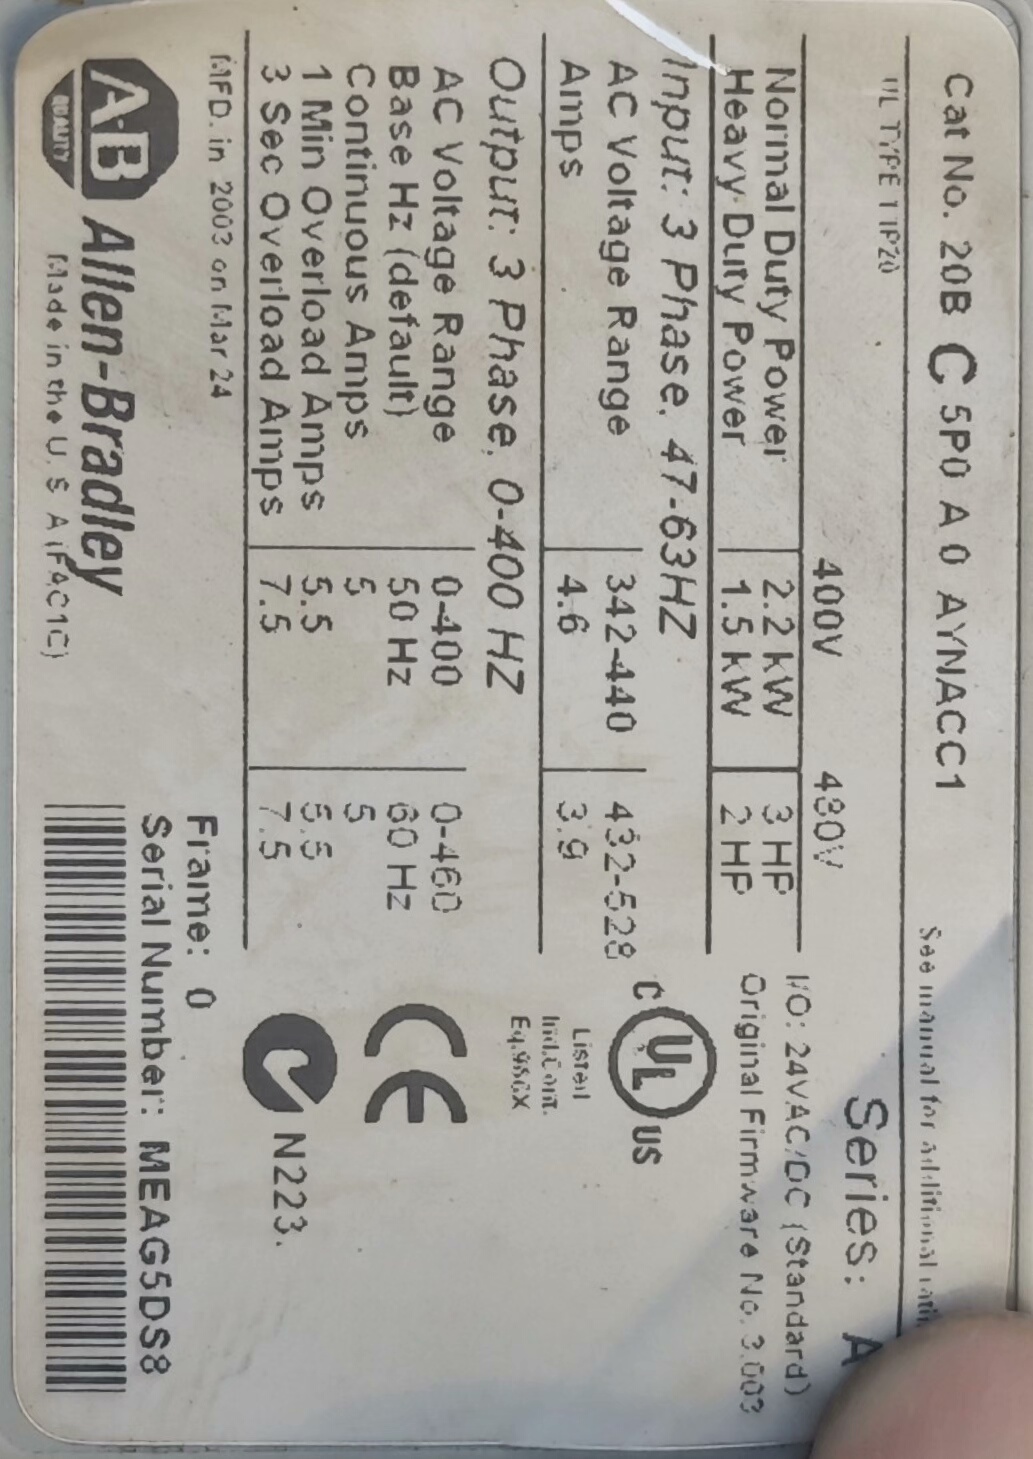 Cat No. 20B C 5P0 A 0 AYNACC1
UL TYPE 1 IP20
See manual for additional
Series: A
400V 480V
Normal Duty Power 2.2 kW 3 HP
Heavy Duty Power 1.5 kW 2 HP
I/O: 24VAC/DC (Standard)
Original Firmware No. 3.003
Input: 3 Phase, 47-63HZ
AC Voltage Range 342-440 432-528
Amps 4.6 3.9
Output: 3 Phase, 0-400 HZ
AC Voltage Range 0-400 0-460
Base Hz (default) 50 Hz 60 Hz
Continuous Amps 5 5
1 Min Overload Amps 5.5 5.5
3 Sec Overload Amps 7.5 7.5
C UL US
Listed
Ind.Cont.
CE
N223.
MFD. in 2003 on Mar 24
Frame: 0
Serial Number: MEAG5DS8
A-B
QUALITY
Allen-Bradley
Made in the U. S. A (FAC1C)